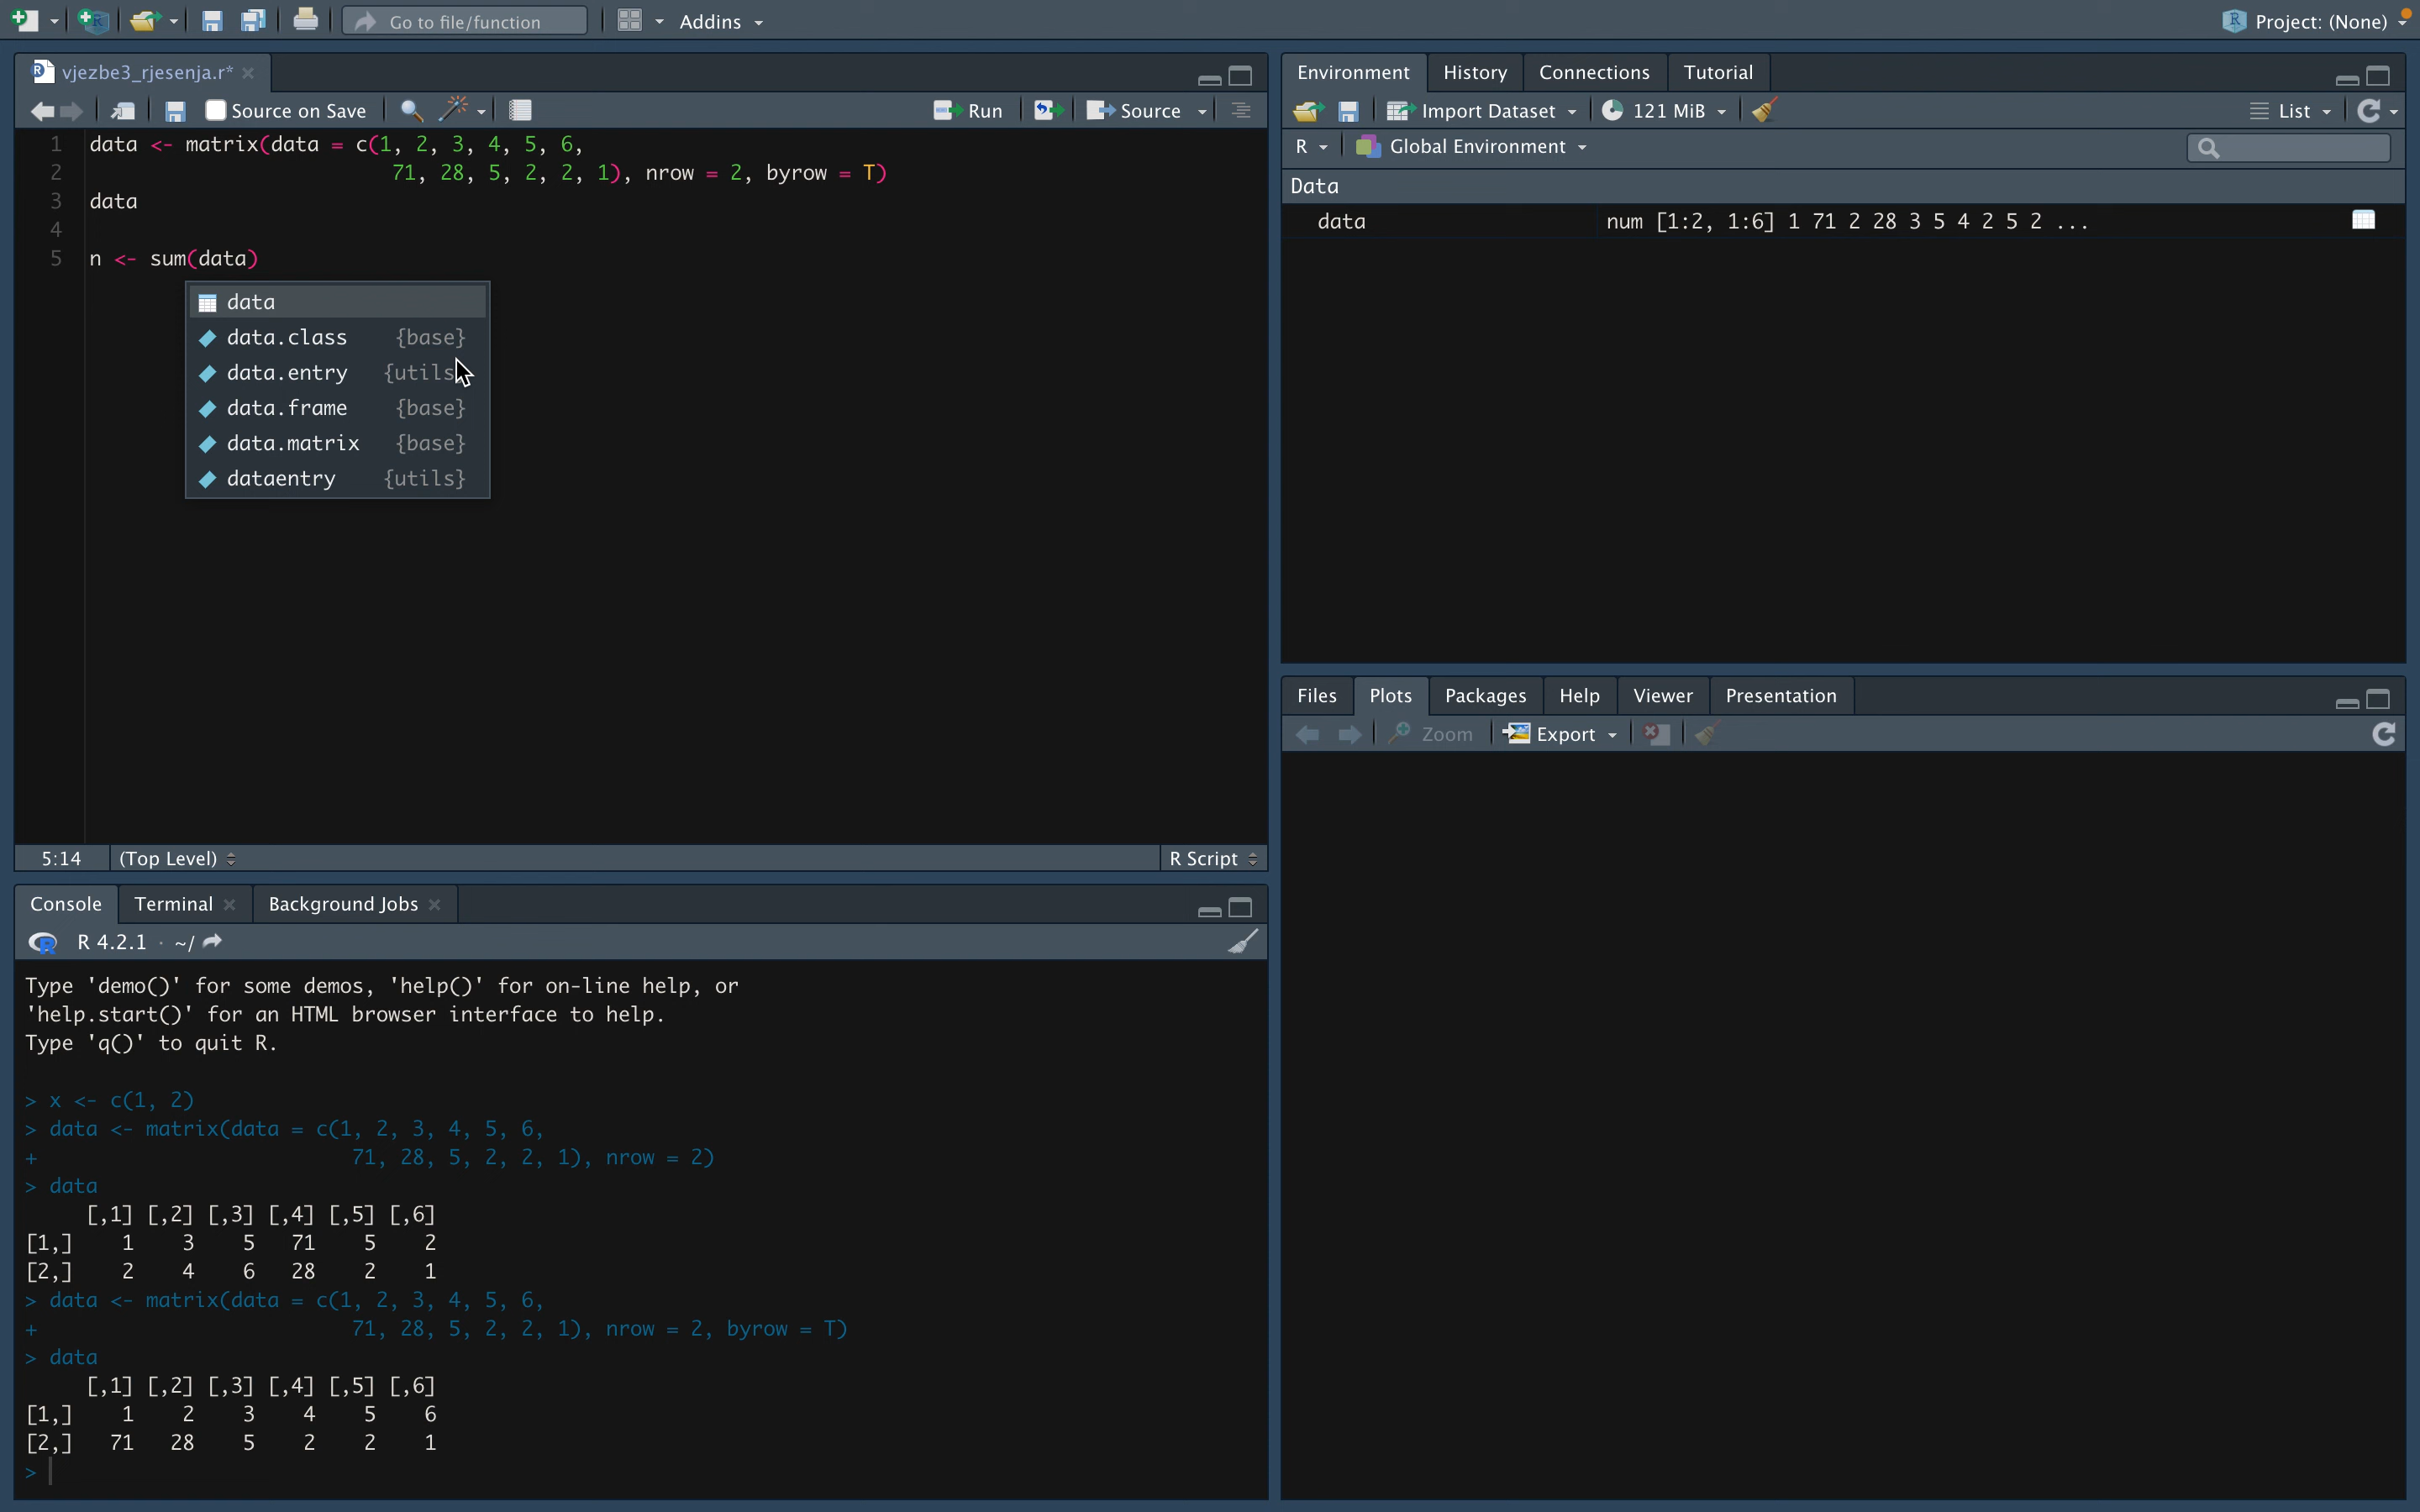 Go to file/function Addins Project: (None)
vjezbe3_rjesenja.r*
Source on Save Run Source
1 data <- matrix(data = c(1, 2, 3, 4, 5, 6,
2 71, 28, 5, 2, 2, 1), nrow = 2, byrow = T)
3 data
4
5 n <- sum(data)
data
data.class {base}
data.entry {utils
data.frame {base}
data.matrix {base}
dataentry {utils}
5:14 (Top Level) R Script
Console Terminal Background Jobs
R 4.2.1 · ~/
Type 'demo()' for some demos, 'help()' for on-line help, or
'help.start()' for an HTML browser interface to help.
Type 'q()' to quit R.
> x <- c(1, 2)
> data <- matrix(data = c(1, 2, 3, 4, 5, 6,
+ 71, 28, 5, 2, 2, 1), nrow = 2)
> data
[,1] [,2] [,3] [,4] [,5] [,6]
[1,] 1 3 5 71 5 2
[2,] 2 4 6 28 2 1
> data <- matrix(data = c(1, 2, 3, 4, 5, 6,
+ 71, 28, 5, 2, 2, 1), nrow = 2, byrow = T)
> data
[,1] [,2] [,3] [,4] [,5] [,6]
[1,] 1 2 3 4 5 6
[2,] 71 28 5 2 2 1
>
Environment History Connections Tutorial
Import Dataset 121 MiB List
R Global Environment
Data
data num [1:2, 1:6] 1 71 2 28 3 5 4 2 5 2 ...
Files Plots Packages Help Viewer Presentation
Zoom Export